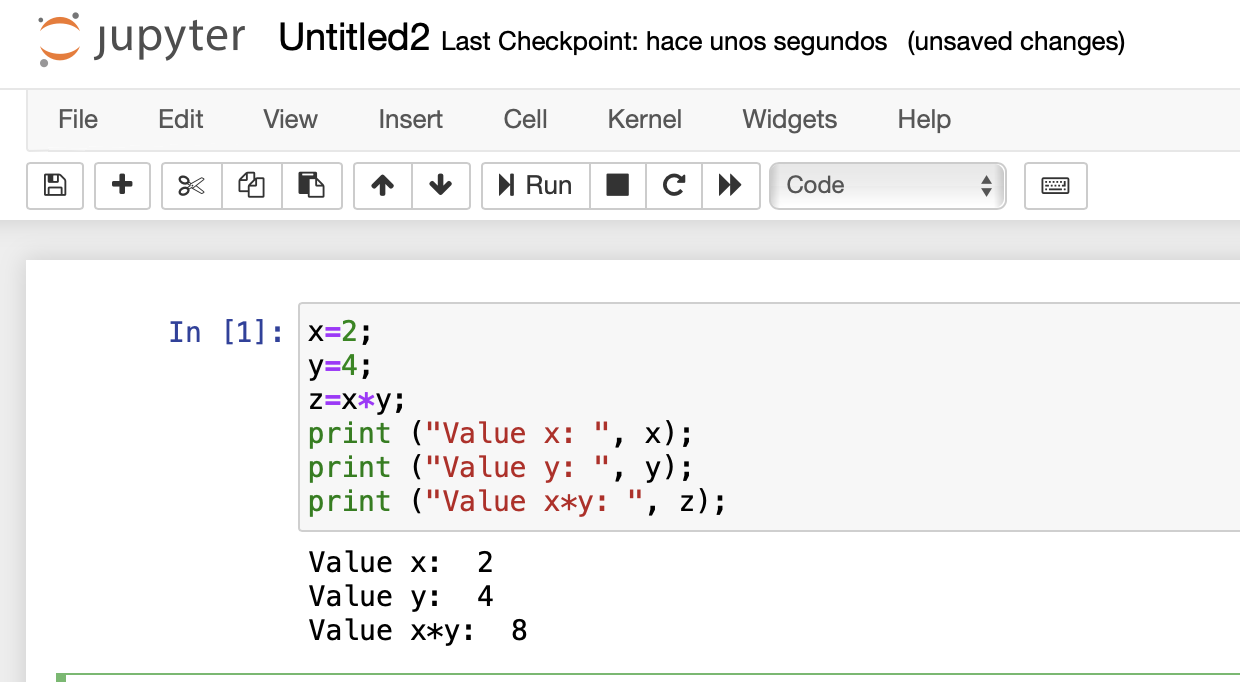 jupyter Untitled2 Last Checkpoint: hace unos segundos (unsaved changes)
File Edit View Insert Cell Kernel Widgets Help
Run Code
In [1]: x=2;
y=4;
z=x*y;
print ("Value x: ", x);
print ("Value y: ", y);
print ("Value x*y: ", z);
Value x:  2
Value y:  4
Value x*y:  8